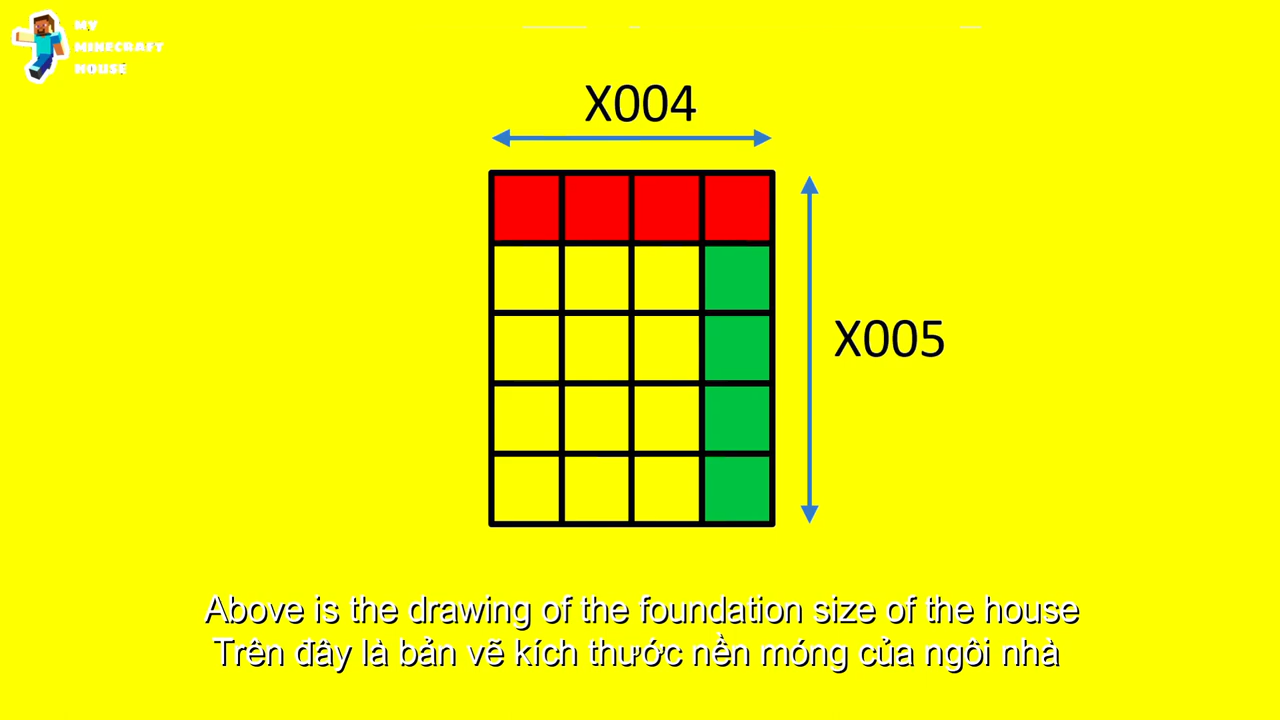 MY
MINECRAFT
HOUSE
X004
X005
Above is the drawing of the foundation size of the house
Trên đây là bản vẽ kích thước nền móng của ngôi nhà